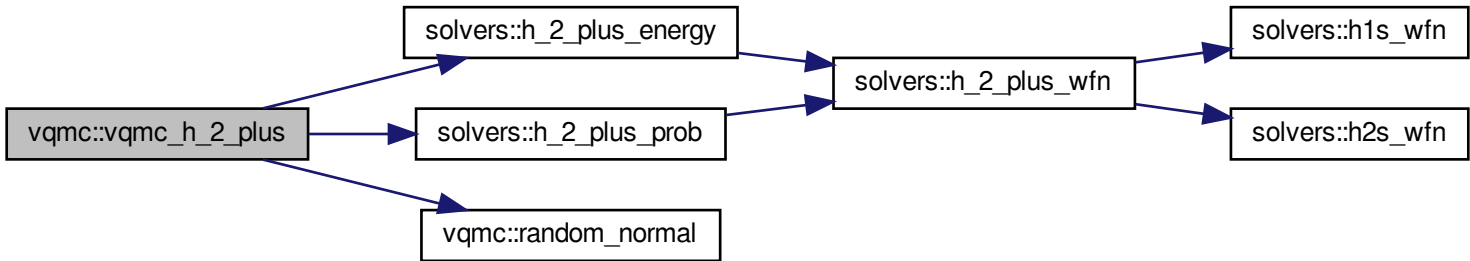 solvers::h_2_plus_energy
solvers::h1s_wfn
solvers::h_2_plus_wfn
vqmc::vqmc_h_2_plus
solvers::h_2_plus_prob
solvers::h2s_wfn
vqmc::random_normal